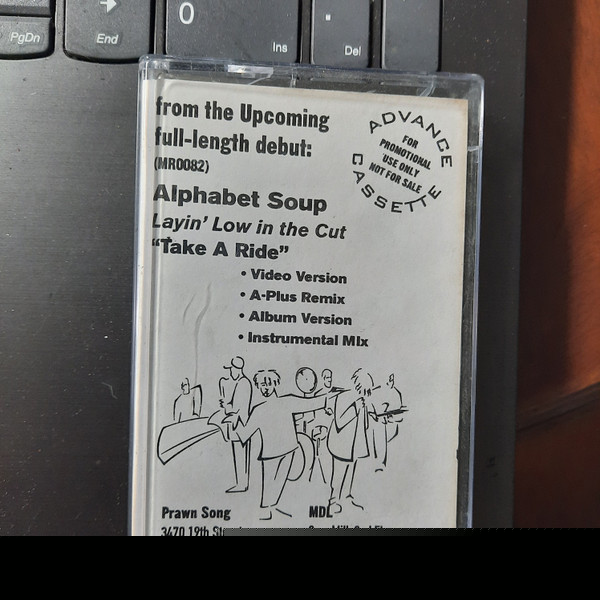 PgDn
End
0
Ins
.
Del
from the Upcoming
full-length debut:
(MR0082)
ADVANCE
CASSETTE
FOR
PROMOTIONAL
USE ONLY
NOT FOR SALE
Alphabet Soup
Layin' Low in the Cut
"Take A Ride"
• Video Version
• A-Plus Remix
• Album Version
• Instrumental Mix
Prawn Song
MDL
3470 19th